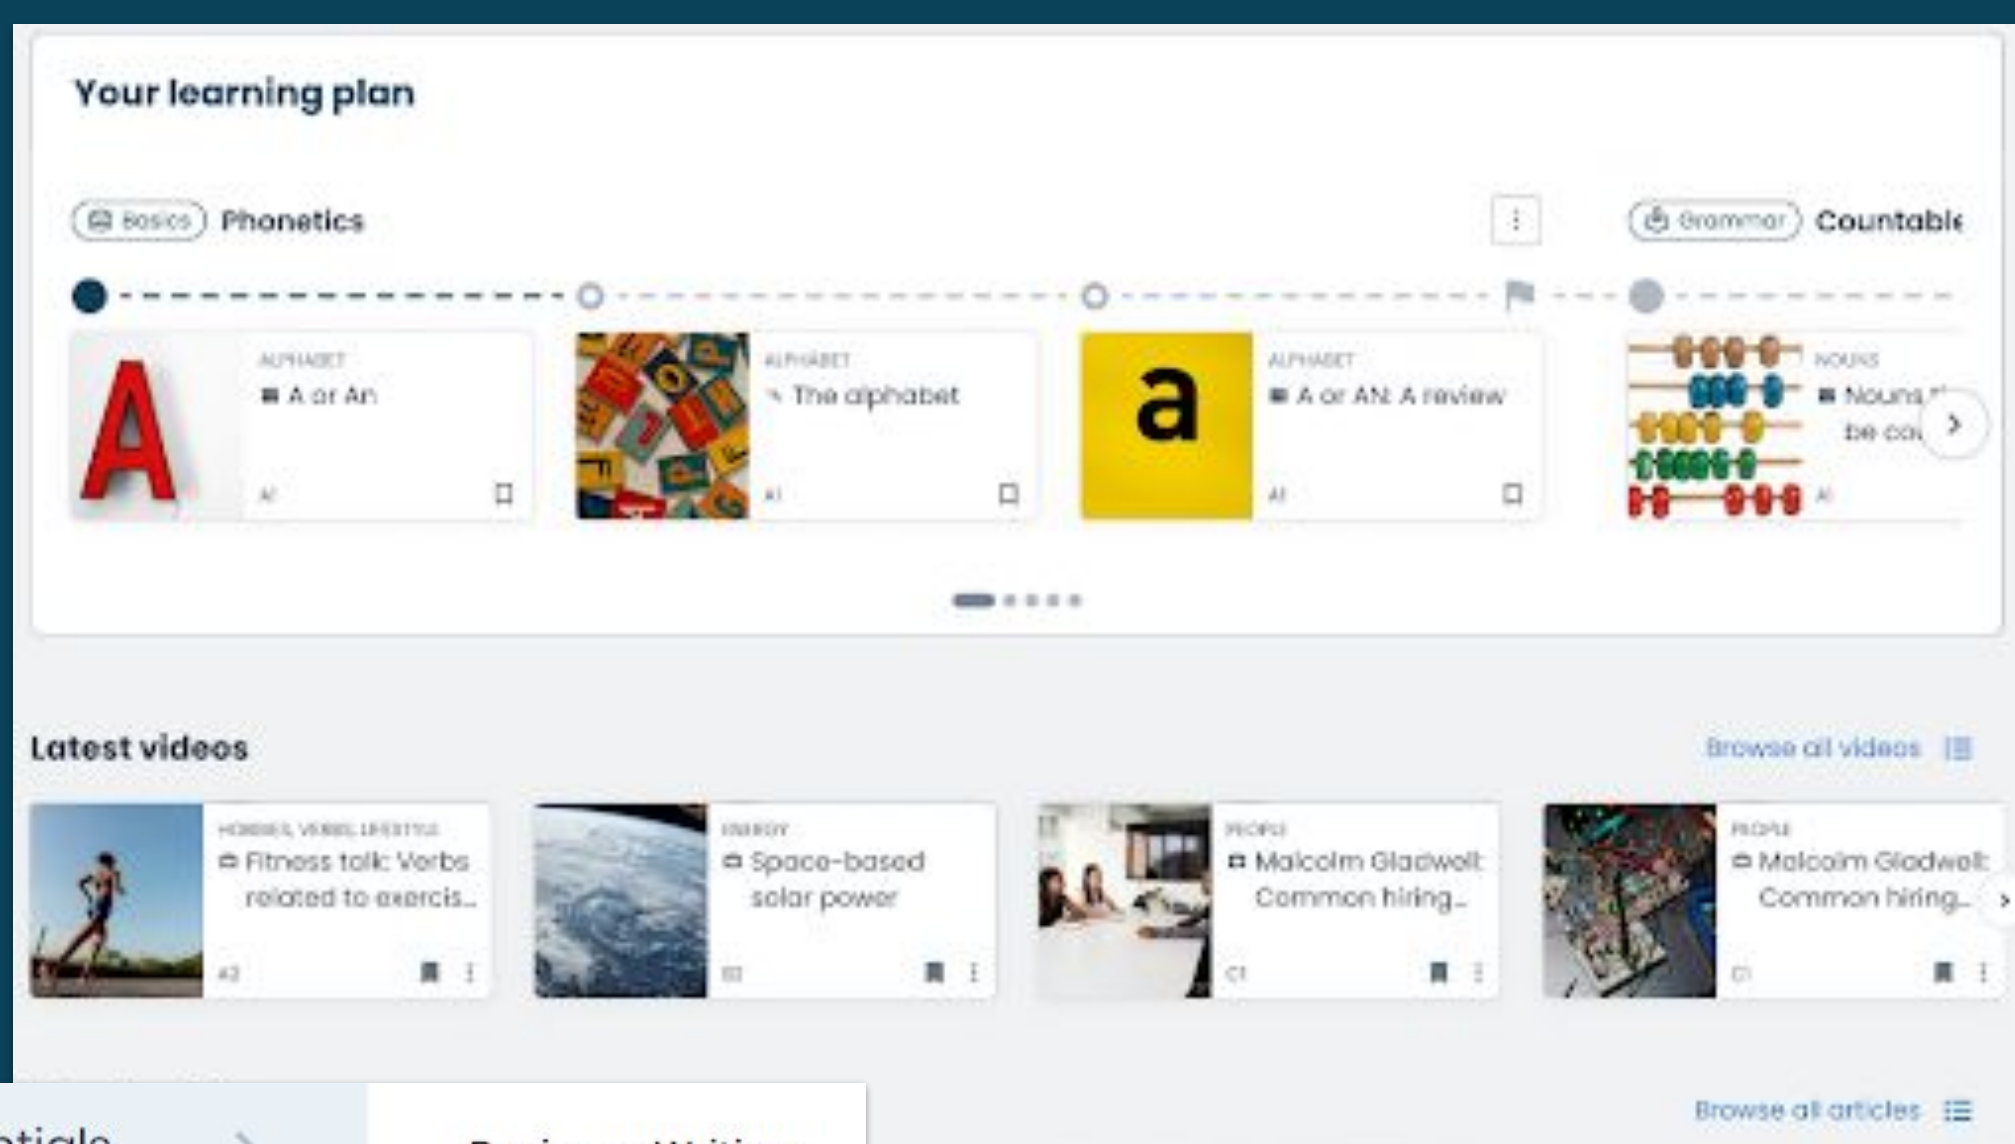 Your learning plan
Basics Phonetics
Grammar Countable
ALPHABET
A or An
A1
ALPHABET
The alphabet
A1
ALPHABET
A or AN: A review
A1
NOUNS
Nouns
be
A1
Latest videos
Browse all videos
HOBBIES, VERBS, LIFESTYLE
Fitness talk: Verbs
related to exercis...
A2
ENERGY
Space-based
solar power
PEOPLE
Malcolm Gladwell:
Common hiring...
C1
PEOPLE
Malcolm Gladwell:
Common hiring...
C1
Browse all articles